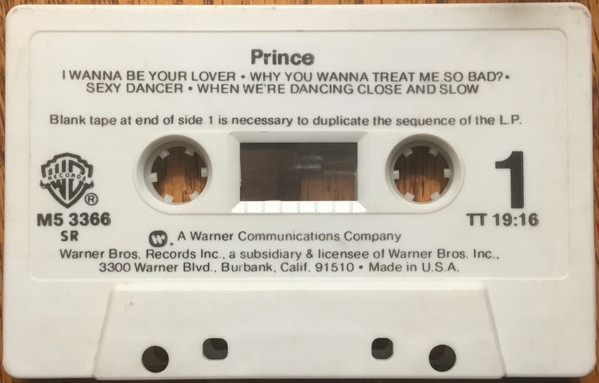 Prince
I WANNA BE YOUR LOVER • WHY YOU WANNA TREAT ME SO BAD? •
SEXY DANCER • WHEN WE'RE DANCING CLOSE AND SLOW
Blank tape at end of side 1 is necessary to duplicate the sequence of the L.P.
WB
RECORDS
®
M5 3366
SR
1
TT 19:16
A Warner Communications Company
Warner Bros. Records Inc., a subsidiary & licensee of Warner Bros. Inc.,
3300 Warner Blvd., Burbank, Calif. 91510 • Made in U.S.A.